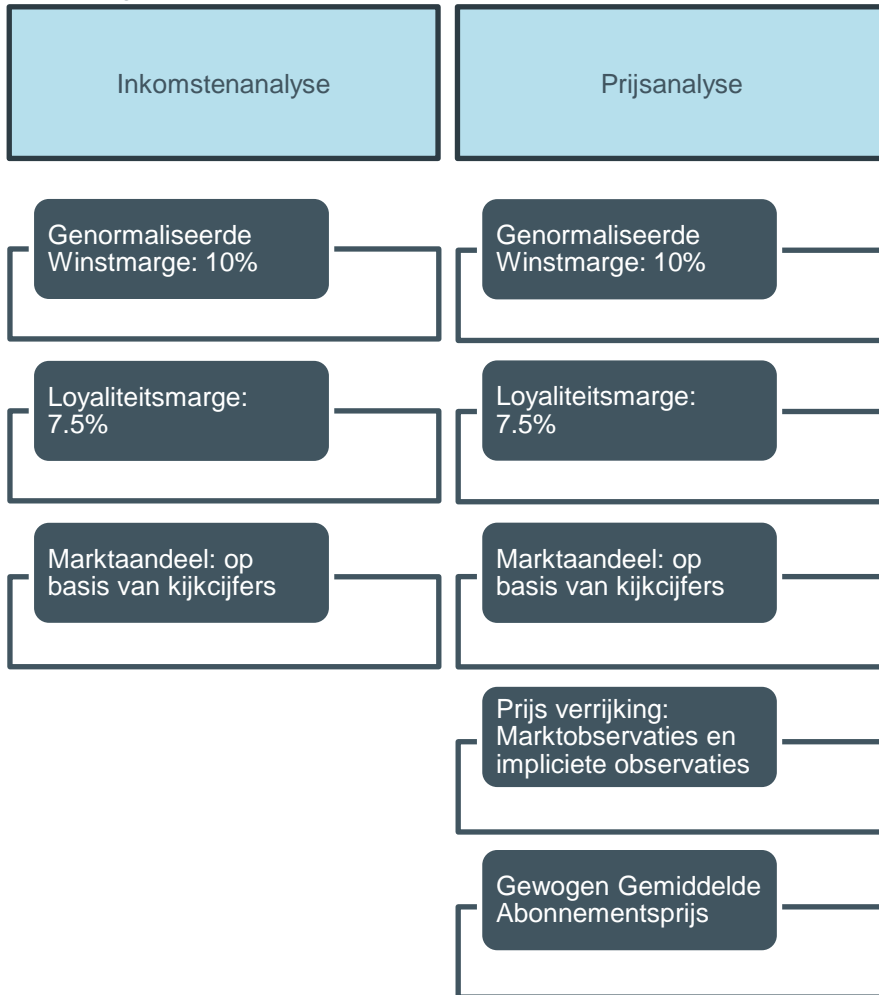 Inkomstenanalyse
Genormaliseerde
Winstmarge: 10%
Loyaliteitsmarge:
7.5%
Marktaandeel: op
basis van kijkcijfers
Prijsanalyse
Genormaliseerde
Winstmarge: 10%
Loyaliteitsmarge:
7.5%
Marktaandeel: op
basis van kijkcijfers
Prijs verrijking:
Marktobservaties en
impliciete observaties
Gewogen Gemiddelde
Abonnementsprijs